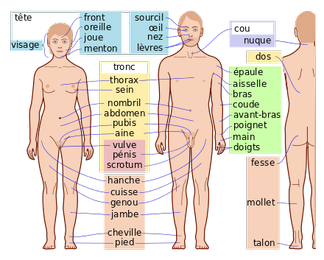 tête
visage
front
oreille
joue
menton
sourcil
œil
nez
lèvres
cou
nuque
dos
tronc
thorax
sein
nombril
abdomen
pubis
aine
vulve
pénis
scrotum
hanche
cuisse
genou
jambe
cheville
pied
épaule
aisselle
bras
coude
avant-bras
poignet
main
doigts
fesse
mollet
talon